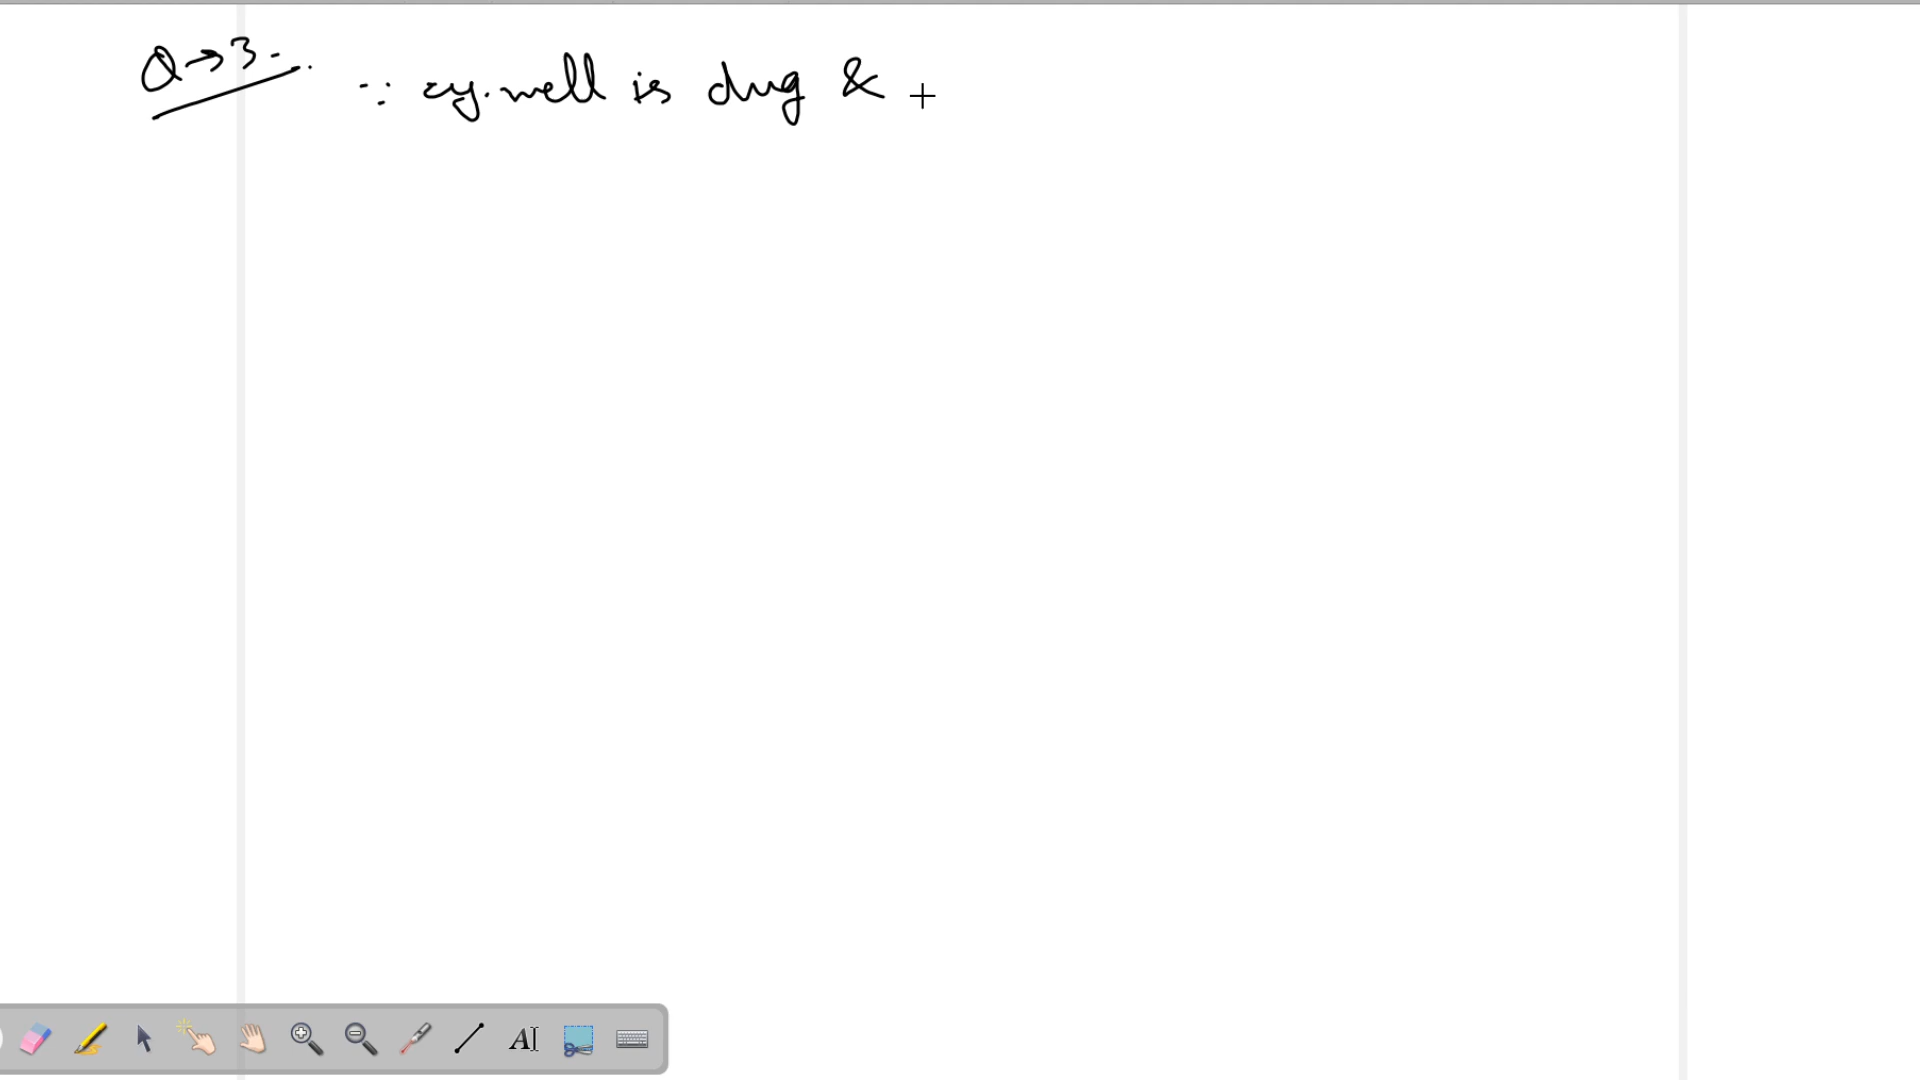 Q→3.
∵ cy. well is dug &